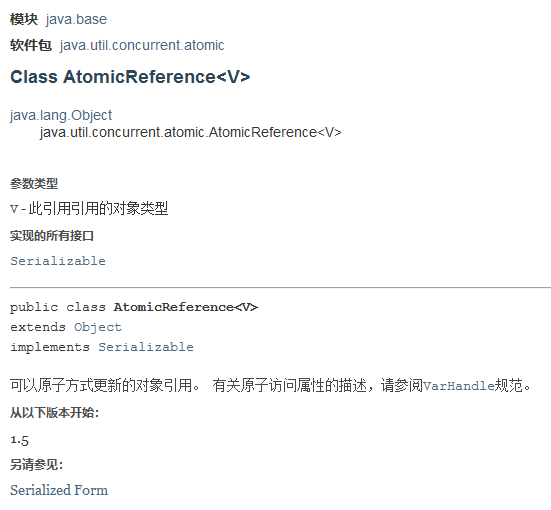 模块 java.base
软件包 java.util.concurrent.atomic
Class AtomicReference<V>
java.lang.Object
java.util.concurrent.atomic.AtomicReference<V>
参数类型
V - 此引用引用的对象类型
实现的所有接口
Serializable
public class AtomicReference<V>
extends Object
implements Serializable
可以原子方式更新的对象引用。 有关原子访问属性的描述，请参阅VarHandle规范。
从以下版本开始：
1.5
另请参见：
Serialized Form